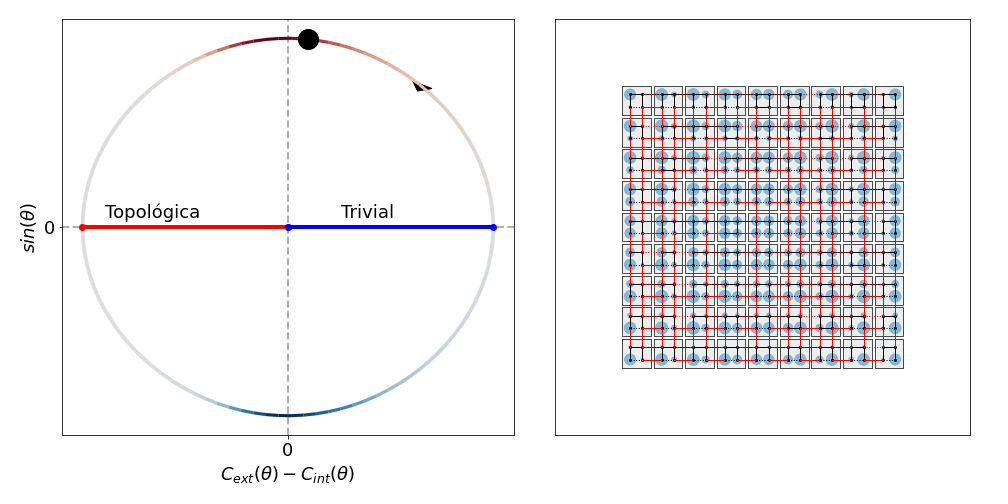 Topológica
Trivial
sin(θ)
0
0
C_ext(θ) − C_int(θ)